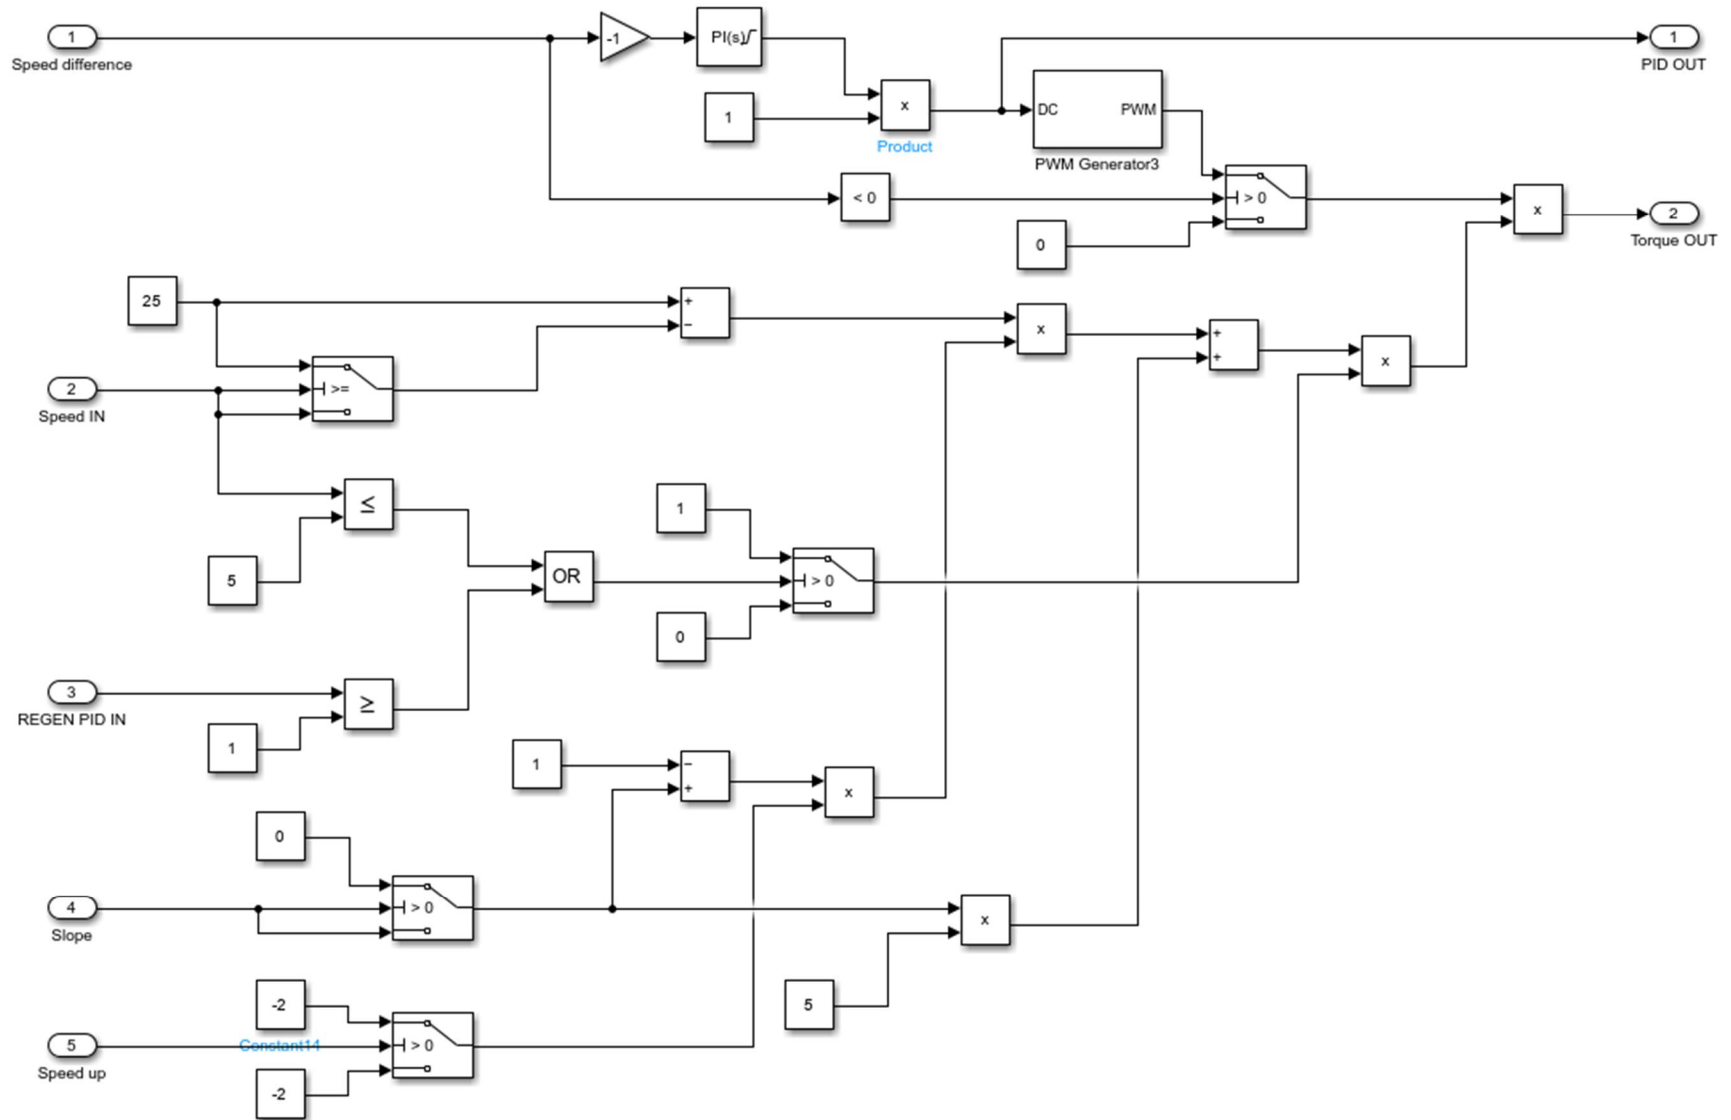 1
Speed difference
-1
PI(s)
1
x
Product
DC
PWM
PWM Generator3
1
PID OUT
< 0
> 0
0
x
2
Torque OUT
25
+
−
x
+
+
x
2
Speed IN
>=
≤
5
OR
1
> 0
0
3
REGEN PID IN
≥
1
1
−
+
x
0
4
Slope
> 0
x
5
-2
Constant14
5
Speed up
> 0
-2